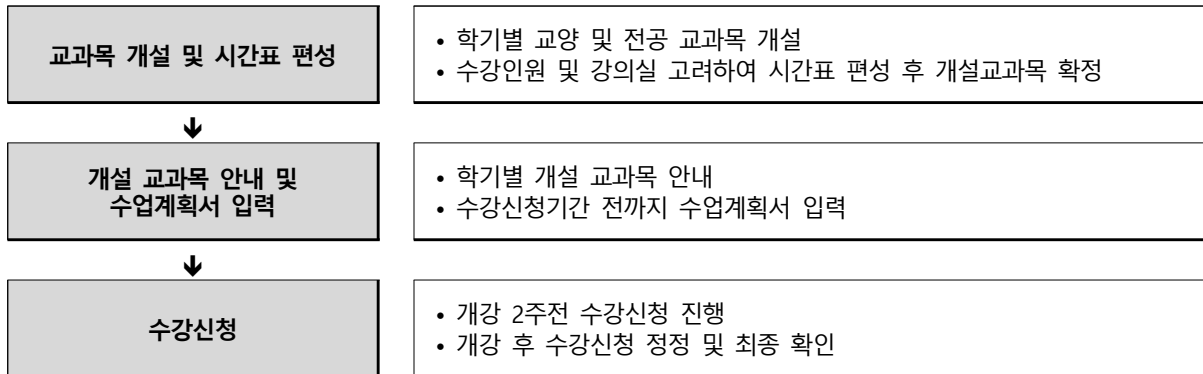 교과목 개설 및 시간표 편성
• 학기별 교양 및 전공 교과목 개설
• 수강인원 및 강의실 고려하여 시간표 편성 후 개설교과목 확정
개설 교과목 안내 및
수업계획서 입력
• 학기별 개설 교과목 안내
• 수강신청기간 전까지 수업계획서 입력
수강신청
• 개강 2주전 수강신청 진행
• 개강 후 수강신청 정정 및 최종 확인